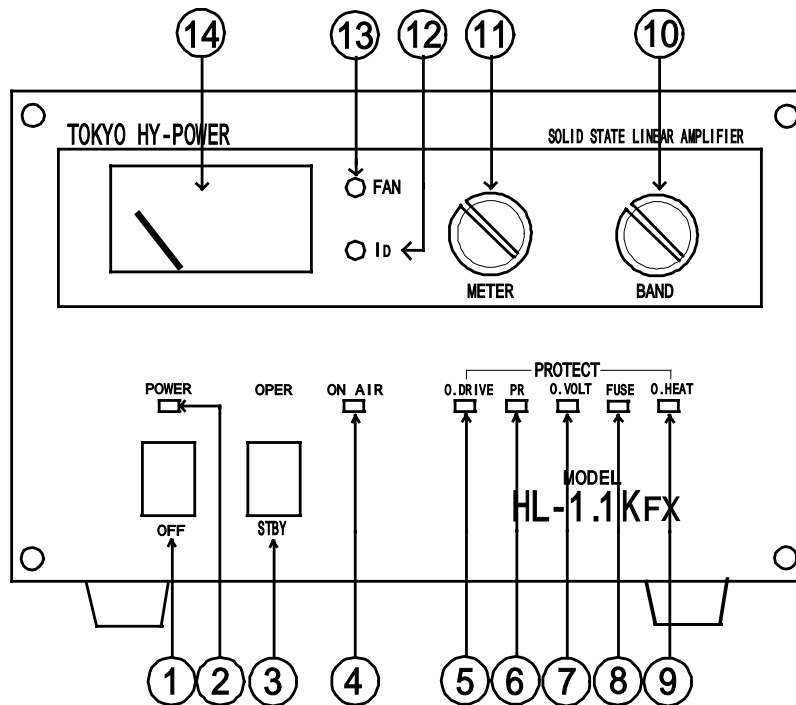 14 13 12 11 10
TOKYO HY-POWER
SOLID STATE LINEAR AMPLIFIER
FAN
ID
METER
BAND
PROTECT
POWER OPER ON AIR O.DRIVE PR O.VOLT FUSE O.HEAT
MODEL
HL-1.1KFX
OFF STBY
1 2 3 4 5 6 7 8 9